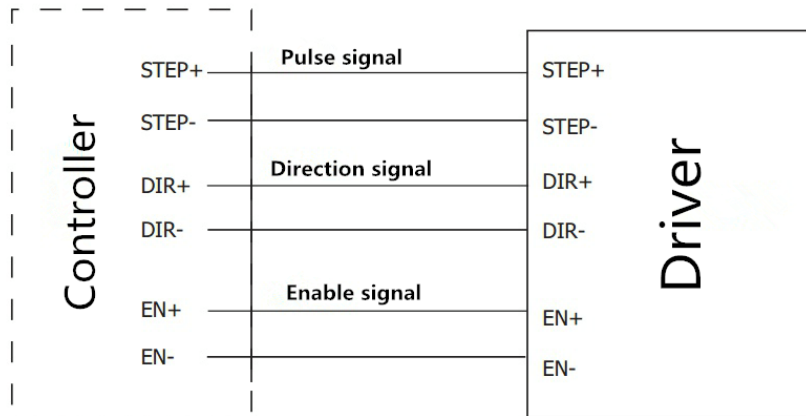 Controller
STEP+
Pulse signal
STEP+
STEP-
STEP-
DIR+
Direction signal
DIR+
DIR-
DIR-
EN+
Enable signal
EN+
EN-
EN-
Driver